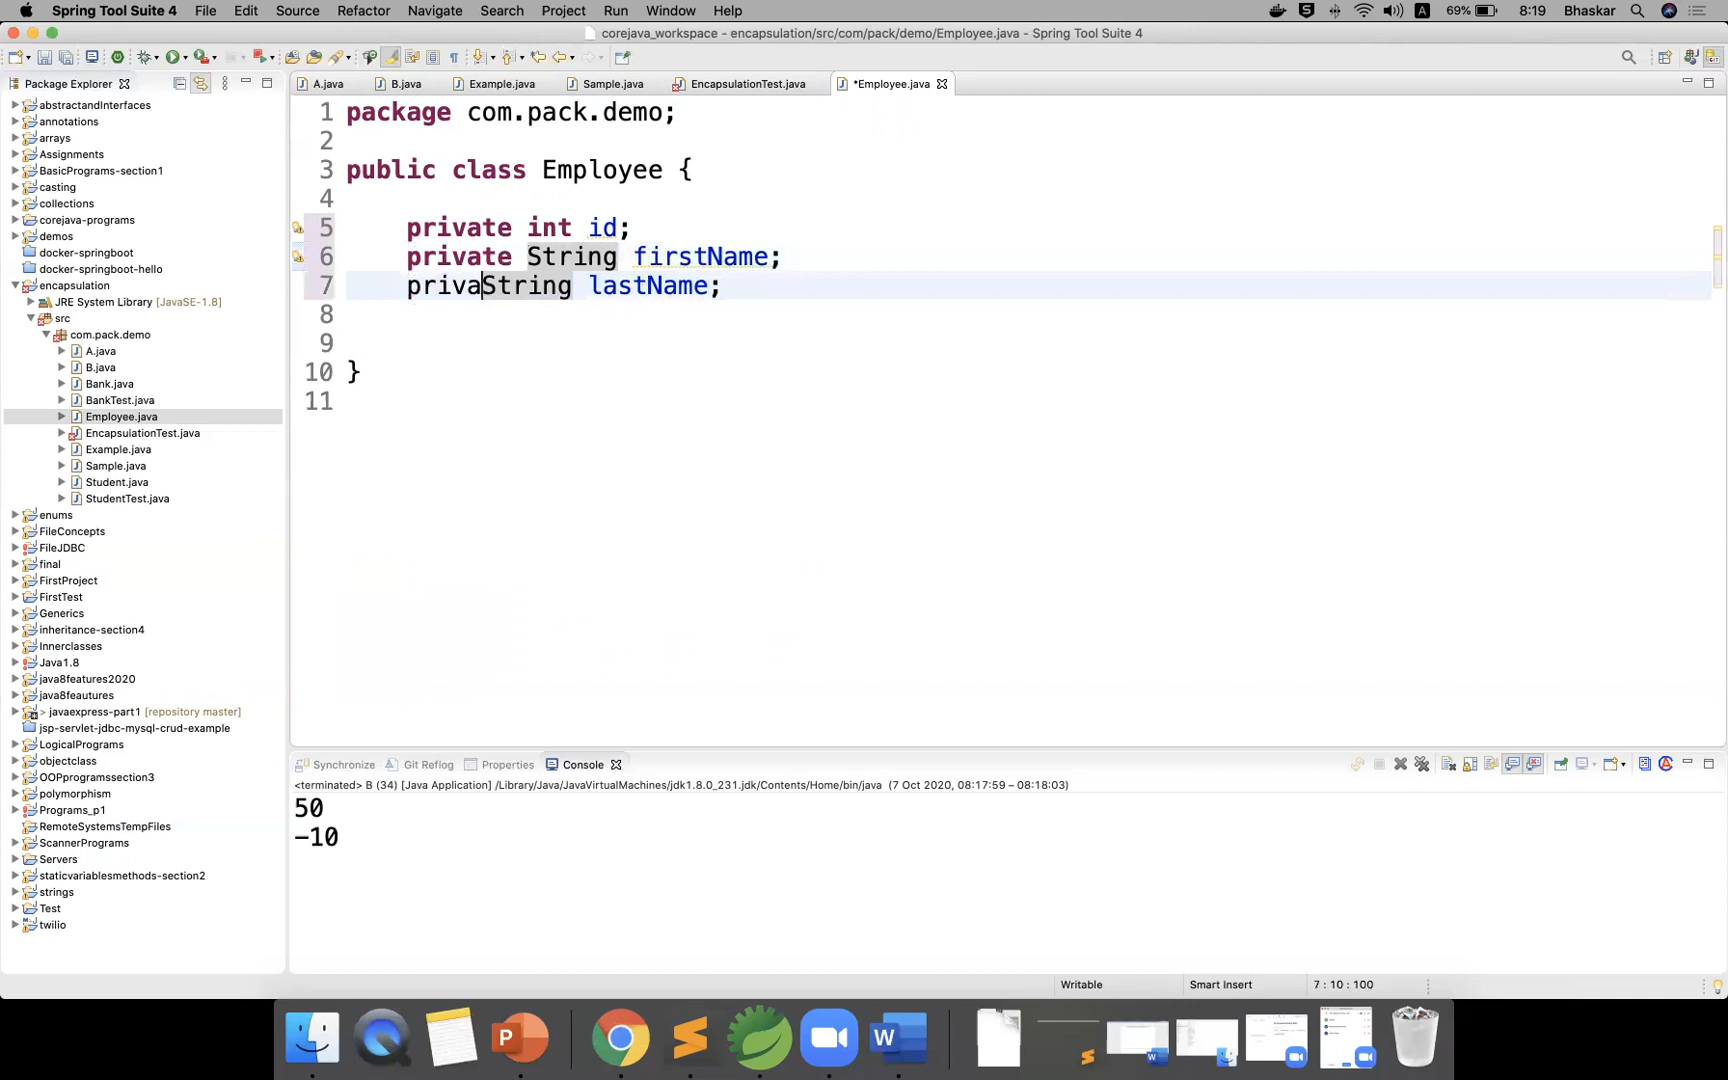 Spring Tool Suite 4 File Edit Source Refactor Navigate Search Project Run Window Help 69% 8:19 Bhaskar
corejava_workspace - encapsulation/src/com/pack/demo/Employee.java - Spring Tool Suite 4
Package Explorer
A.java B.java Example.java Sample.java EncapsulationTest.java *Employee.java
abstractandInterfaces
annotations
arrays
Assignments
BasicPrograms-section1
casting
collections
corejava-programs
demos
docker-springboot
docker-springboot-hello
encapsulation
JRE System Library [JavaSE-1.8]
src
com.pack.demo
A.java
B.java
Bank.java
BankTest.java
Employee.java
EncapsulationTest.java
Example.java
Sample.java
Student.java
StudentTest.java
enums
FileConcepts
FileJDBC
final
FirstProject
FirstTest
Generics
inheritance-section4
Innerclasses
Java1.8
java8features2020
java8feautures
> javaexpress-part1 [repository master]
jsp-servlet-jdbc-mysql-crud-example
LogicalPrograms
objectclass
OOPprogramssection3
polymorphism
Programs_p1
RemoteSystemsTempFiles
ScannerPrograms
Servers
staticvariablesmethods-section2
strings
Test
twilio
1 package com.pack.demo;
2
3 public class Employee {
4
5 private int id;
6 private String firstName;
7 privaString lastName;
8
9
10 }
11
Synchronize Git Reflog Properties Console
<terminated> B (34) [Java Application] /Library/Java/JavaVirtualMachines/jdk1.8.0_231.jdk/Contents/Home/bin/java (7 Oct 2020, 08:17:59 – 08:18:03)
50
-10
Writable Smart Insert 7 : 10 : 100